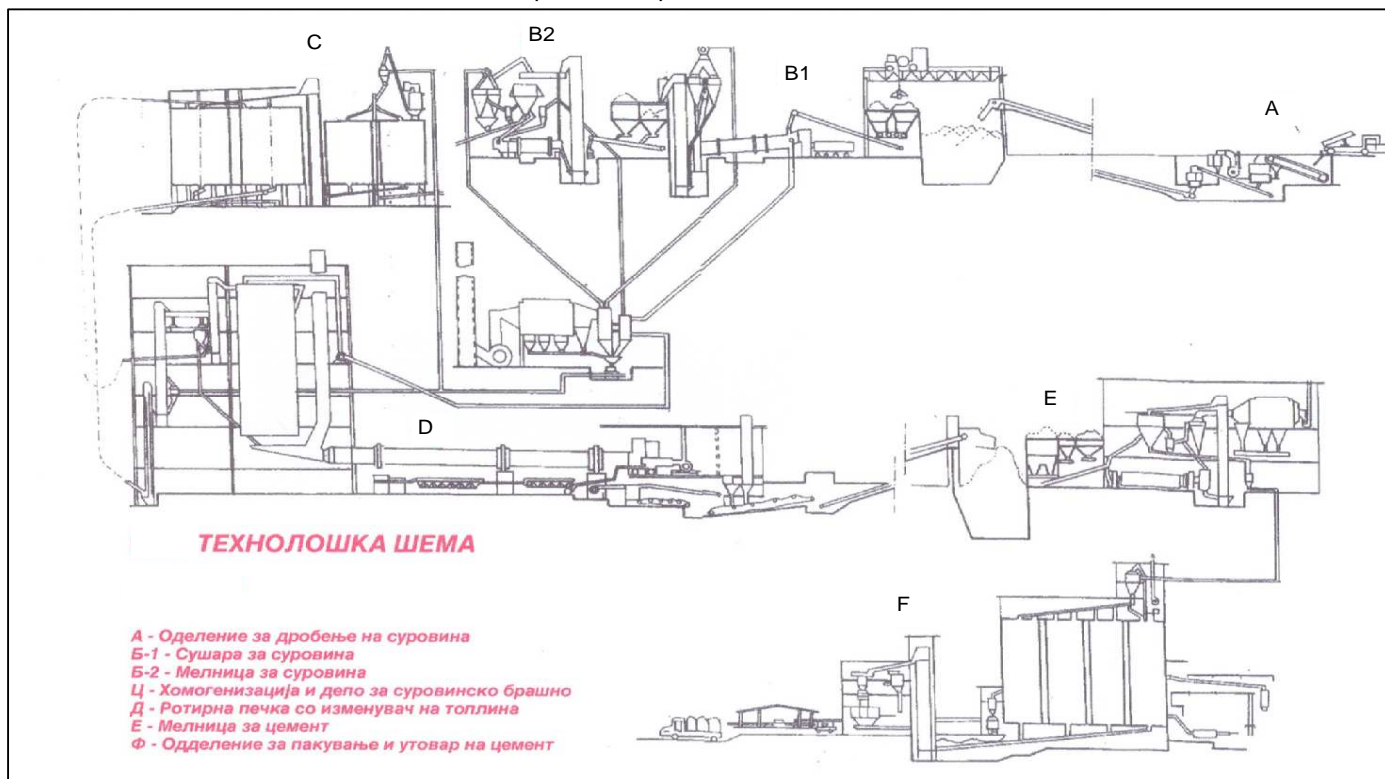 C
B2
B1
A
D
E
F
ТЕХНОЛОШКА ШЕМА
А - Оделение за дробење на суровина
Б-1 - Сушара за суровина
Б-2 - Мелница за суровина
Ц - Хомогенизација и депо за суровинско брашно
Д - Ротирна печка со изменувач на топлина
Е - Мелница за цемент
Ф - Одделение за пакување и утовар на цемент